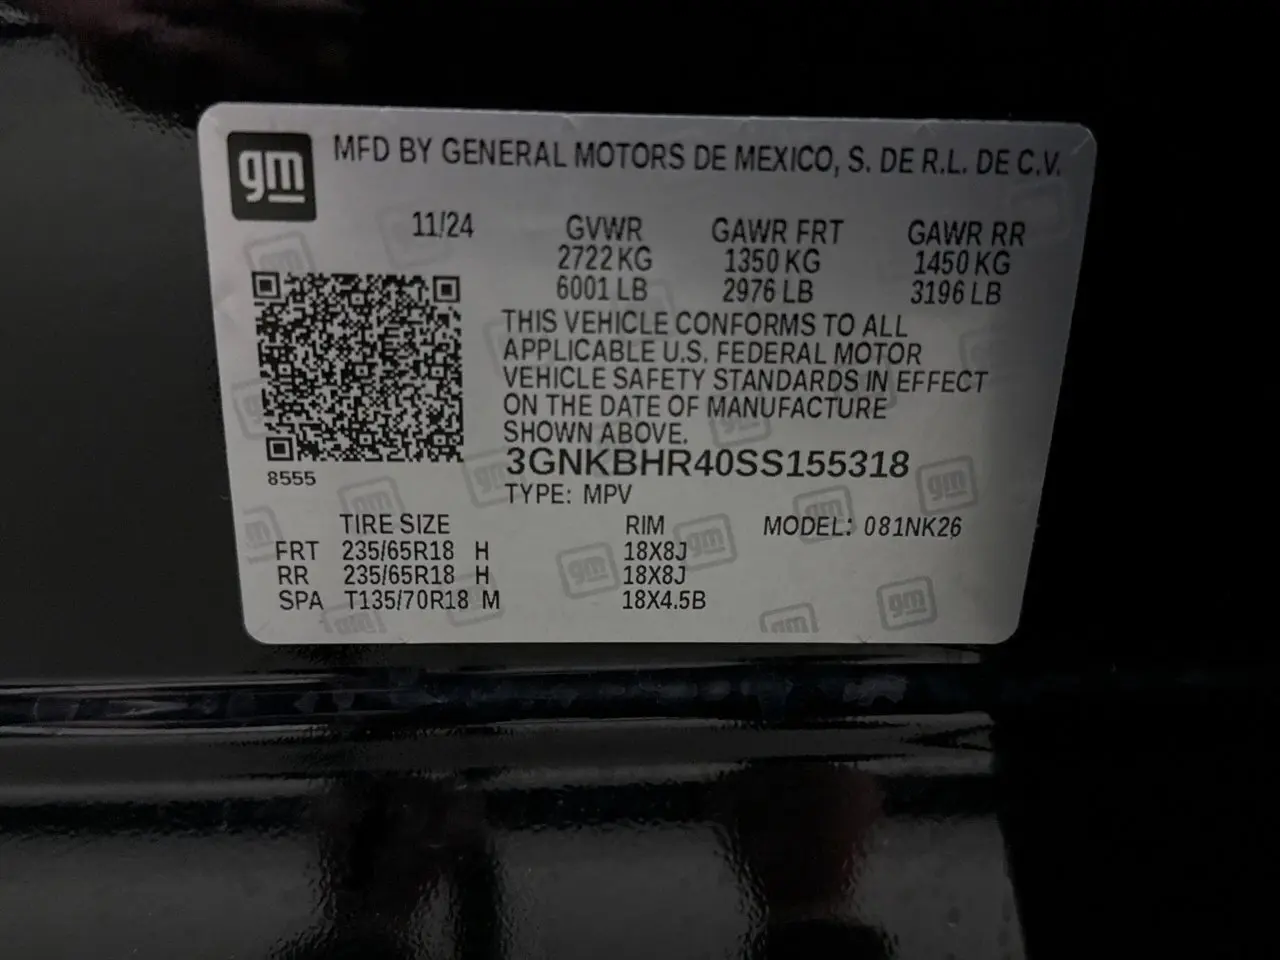 gm MFD BY GENERAL MOTORS DE MEXICO, S. DE R.L. DE C.V.
11/24 GVWR GAWR FRT GAWR RR
2722 KG 1350 KG 1450 KG
6001 LB 2976 LB 3196 LB
THIS VEHICLE CONFORMS TO ALL
APPLICABLE U.S. FEDERAL MOTOR
VEHICLE SAFETY STANDARDS IN EFFECT
ON THE DATE OF MANUFACTURE
SHOWN ABOVE.
3GNKBHR40SS155318
8555
TYPE: MPV
TIRE SIZE RIM MODEL: 081NK26
FRT 235/65R18 H 18X8J
RR 235/65R18 H 18X8J
SPA T135/70R18 M 18X4.5B